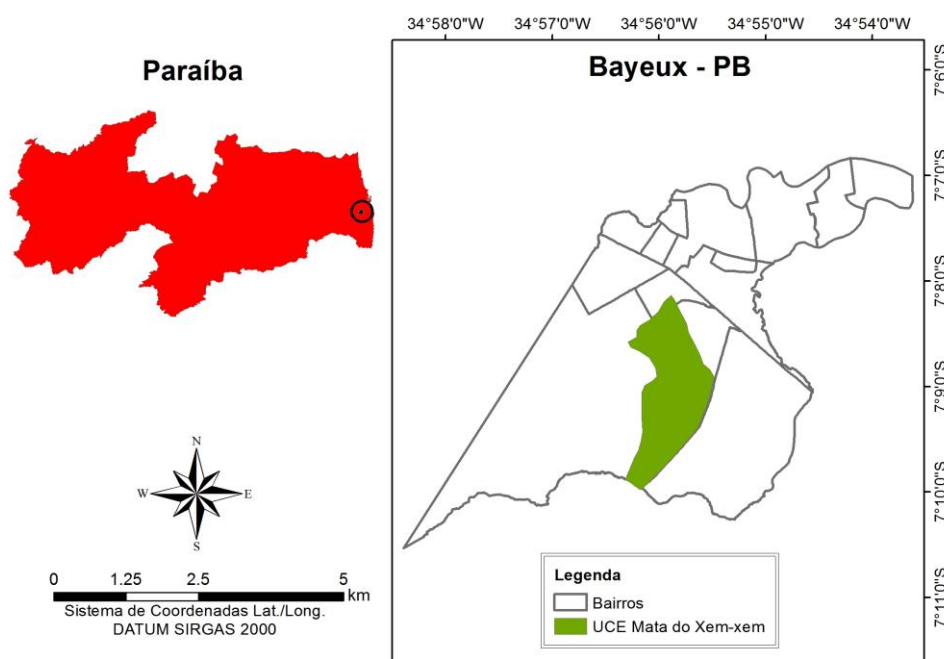 34°58'0"W 34°57'0"W 34°56'0"W 34°55'0"W 34°54'0"W
Paraíba
Bayeux - PB
7°6'0"S
7°7'0"S
7°8'0"S
7°9'0"S
7°10'0"S
7°11'0"S
N
W E
S
0 1.25 2.5 5
km
Sistema de Coordenadas Lat./Long.
DATUM SIRGAS 2000
Legenda
Bairros
UCE Mata do Xem-xem